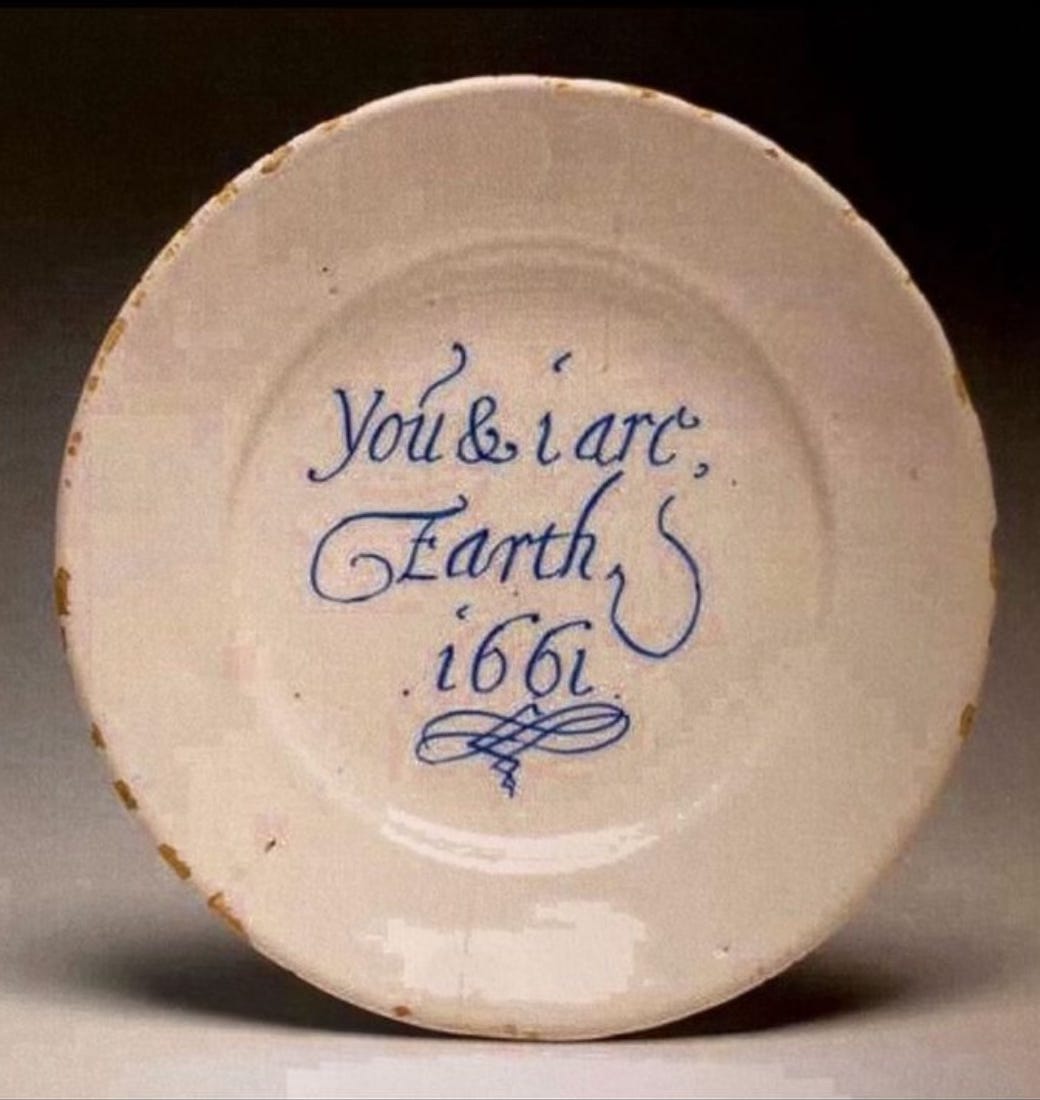 You & i are,
Earth,
1661